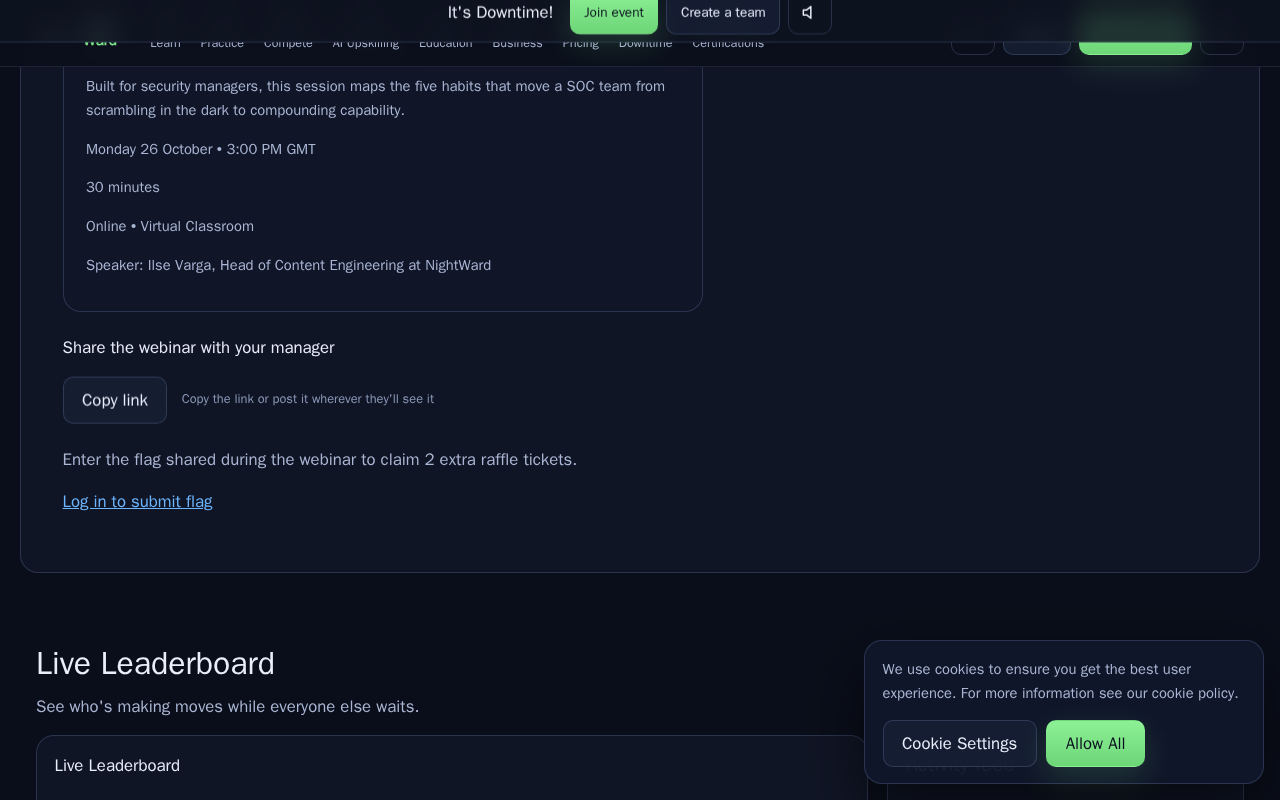 It's Downtime!
Join event
Create a team
Ward
Learn
Practice
Compete
AI Upskilling
Education
Business
Pricing
Downtime
Certifications
Built for security managers, this session maps the five habits that move a SOC team from
scrambling in the dark to compounding capability.
Monday 26 October • 3:00 PM GMT
30 minutes
Online • Virtual Classroom
Speaker: Ilse Varga, Head of Content Engineering at NightWard
Share the webinar with your manager
Copy link
Copy the link or post it wherever they'll see it
Enter the flag shared during the webinar to claim 2 extra raffle tickets.
Log in to submit flag
Live Leaderboard
See who's making moves while everyone else waits.
Live Leaderboard
We use cookies to ensure you get the best user
experience. For more information see our cookie policy.
Cookie Settings
Allow All